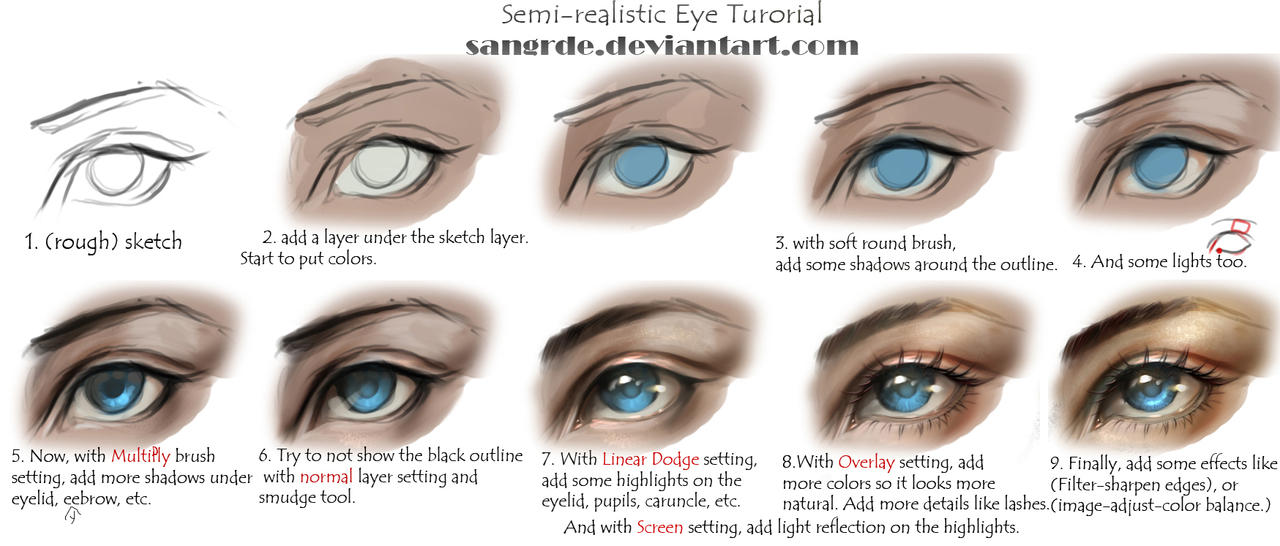 Semi-realistic Eye Turorial
sangrde.deviantart.com
1. (rough) sketch
2. add a layer under the sketch layer.
Start to put colors.
3. with soft round brush,
add some shadows around the outline.
4. And some lights too.
5. Now, with Multiply brush
setting, add more shadows under
eyelid, eebrow, etc.
y
6. Try to not show the black outline
with normal layer setting and
smudge tool.
7. With Linear Dodge setting,
add some highlights on the
eyelid, pupils, caruncle, etc.
And with Screen setting, add light reflection on the highlights.
8.With Overlay setting, add
more colors so it looks more
natural. Add more details like lashes.
9. Finally, add some effects like
(Filter-sharpen edges), or
(image-adjust-color balance.)